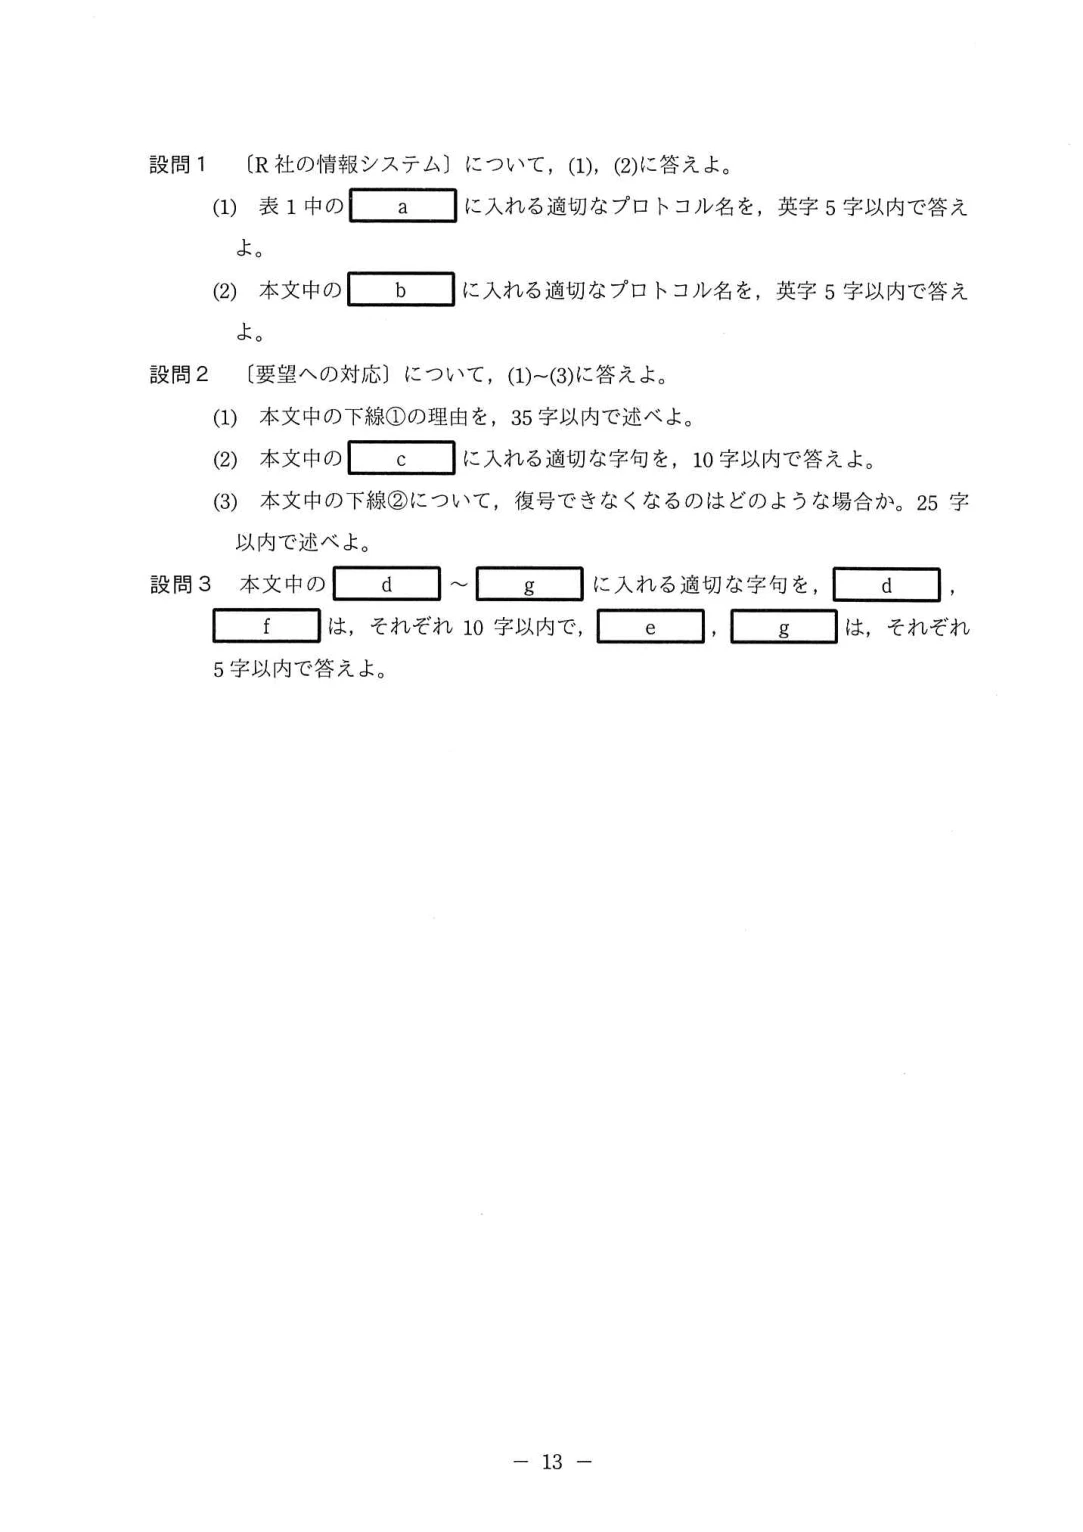 設問1 〔R 社の情報システム〕について，(1)，(2)に答えよ。
(1) 表 1 中の a に入れる適切なプロトコル名を，英字 5 字以内で答え
よ。
(2) 本文中の b に入れる適切なプロトコル名を，英字 5 字以内で答え
よ。
設問2 〔要望への対応〕について，(1)~(3)に答えよ。
(1) 本文中の下線①の理由を，35 字以内で述べよ。
(2) 本文中の c に入れる適切な字句を，10 字以内で答えよ。
(3) 本文中の下線②について，復号できなくなるのはどのような場合か。25 字
以内で述べよ。
設問3 本文中の d ～ g に入れる適切な字句を， d ，
f は，それぞれ 10 字以内で， e ， g は，それぞれ
5 字以内で答えよ。
－ 13 －